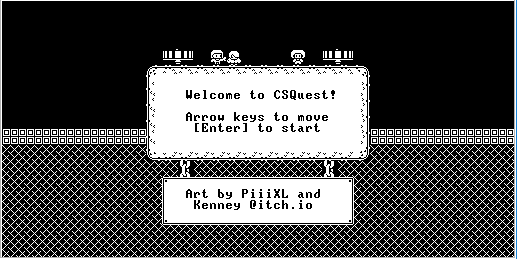 Welcome to CSQuest!
Arrow keys to move
[Enter] to start
Art by PiiiXL and
Kenney @itch.io